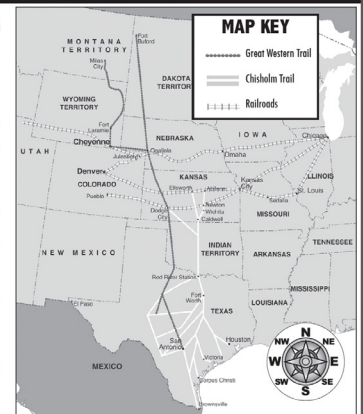 MAP KEY
Great Western Trail
Chisholm Trail
Railroads
Fort
Buford
MONTANA
TERRITORY
Miles
City
DAKOTA
TERRITORY
WYOMING
TERRITORY
Fort
Laramie
Cheyenne
Julesburg
Ogallala
NEBRASKA
IOWA
Omaha
Chicago
UTAH
Denver
COLORADO
Pueblo
KANSAS
Ellsworth
Abilene
Kansas
City
ILLINOIS
St. Louis
Sedalia
Dodge
City
Newton
Wichita
Caldwell
MISSOURI
NEW MEXICO
INDIAN
TERRITORY
ARKANSAS
TENNESSEE
Red River Station
MISSISSIPPI
El Paso
Fort
Worth
TEXAS
LOUISIANA
San
Antonio
Houston
Victoria
MEXICO
Corpus Christi
Brownsville
N
NW
NE
W
E
SW
SE
S